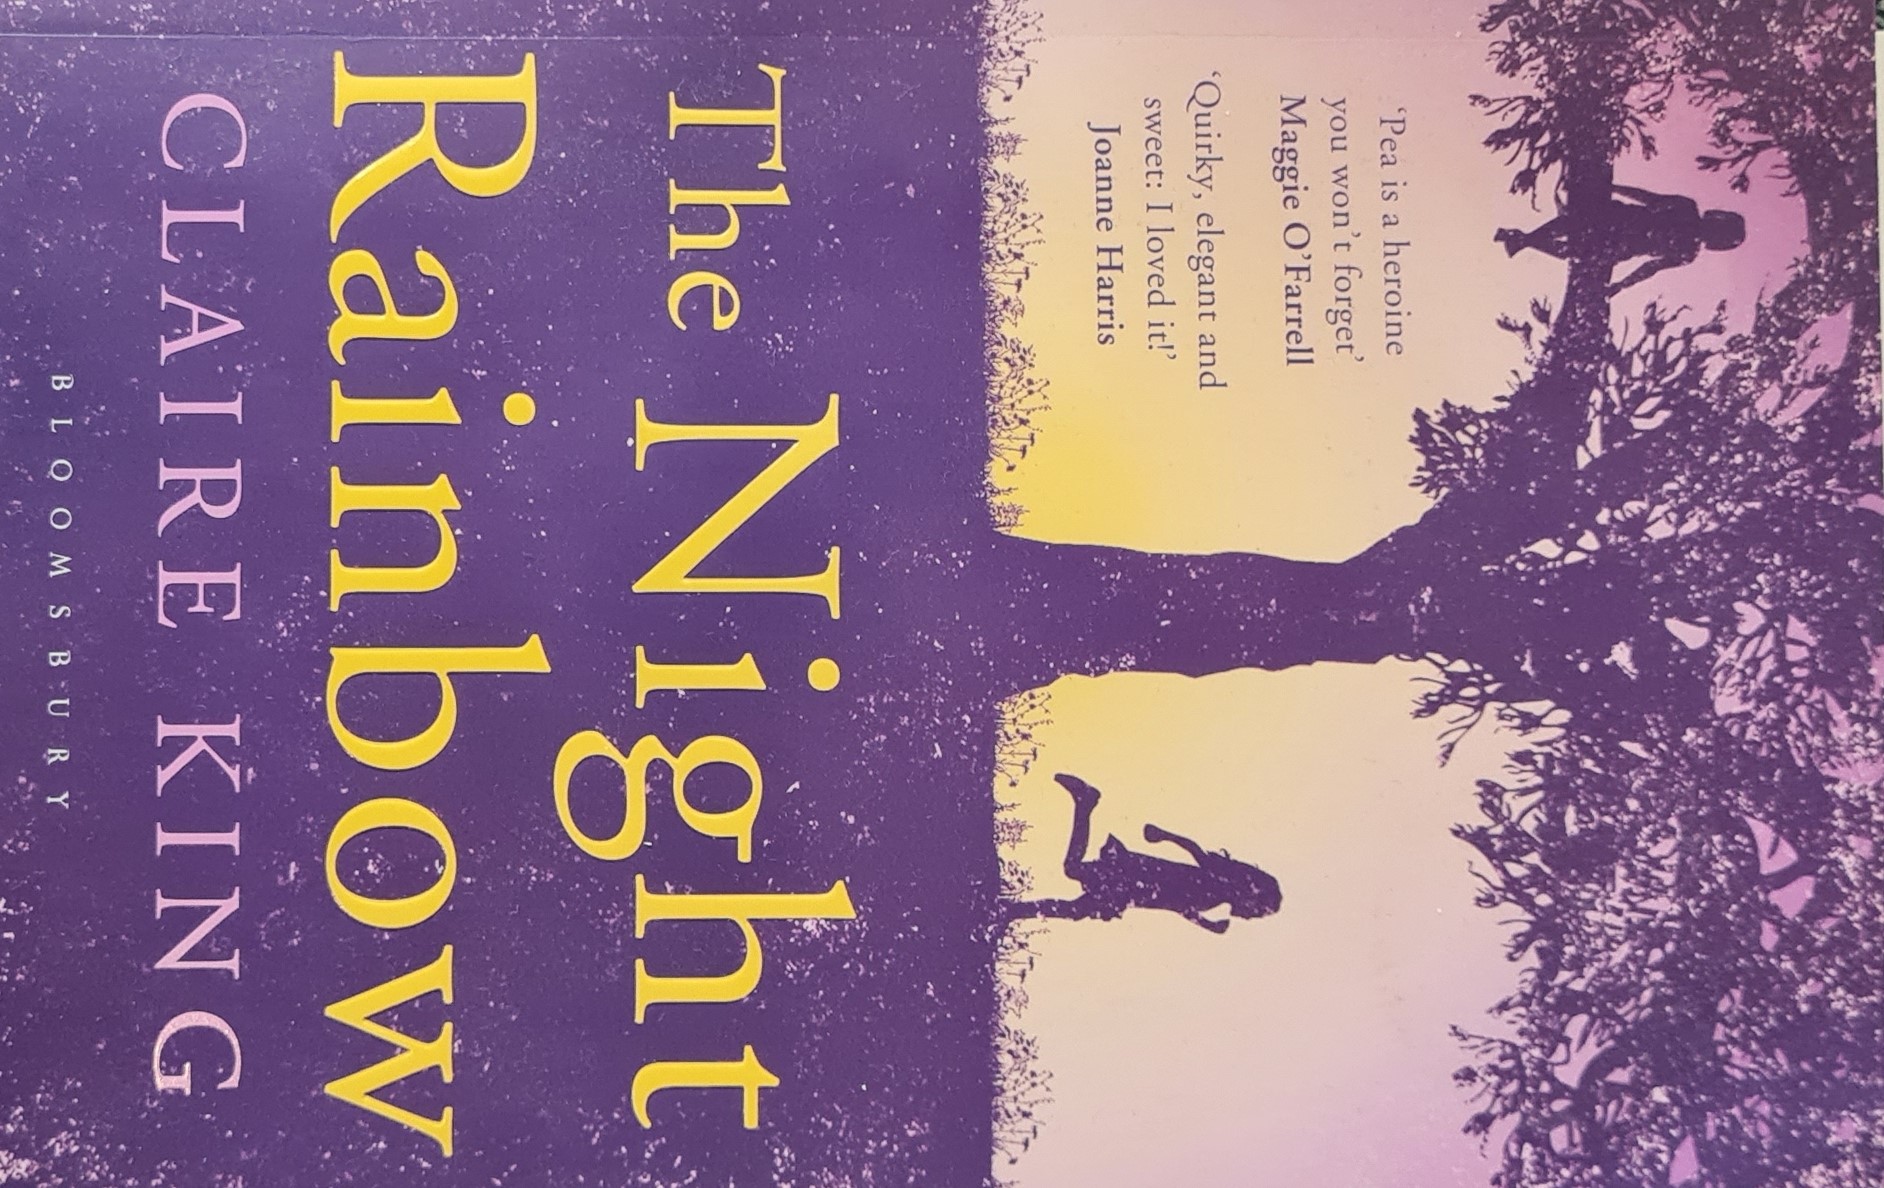 ‘Pea is a heroine
you won’t forget’
Maggie O’Farrell
‘Quirky, elegant and
sweet: I loved it!’
Joanne Harris
The Night
Rainbow
CLAIRE KING
BLOOMSBURY